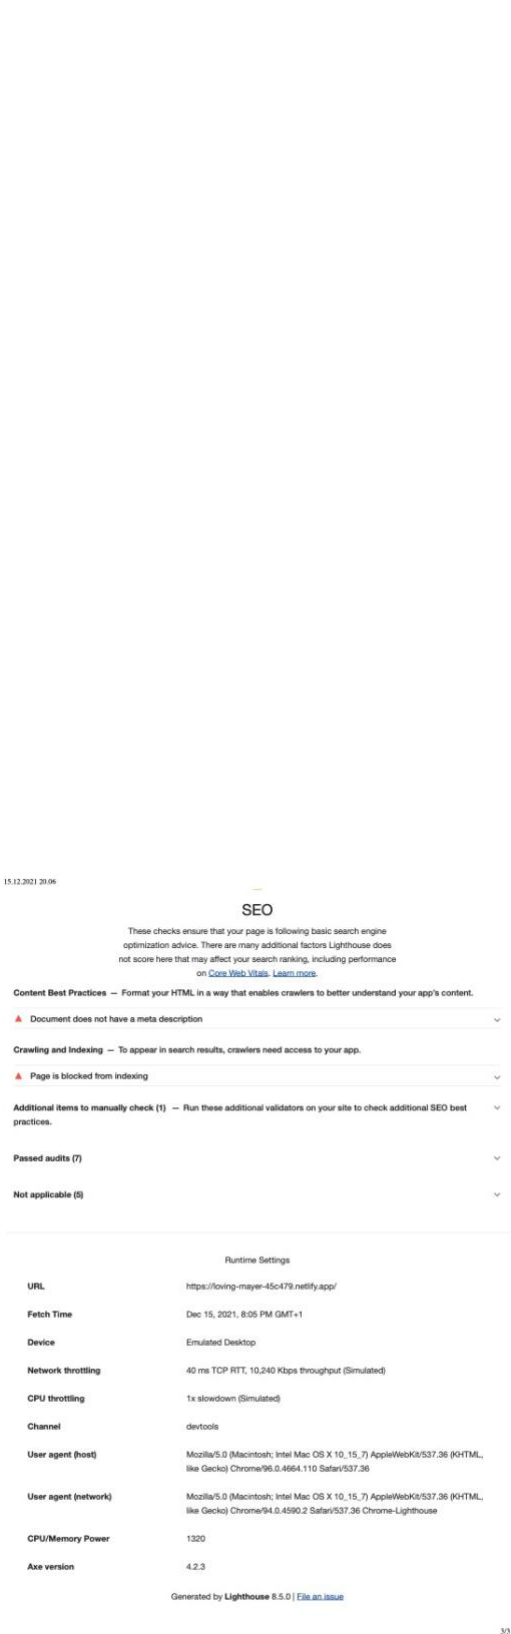 15.12.2021 20.06
SEO
These checks ensure that your page is following basic search engine
optimization advice. There are many additional factors Lighthouse does
not score here that may affect your search ranking, including performance
on Core Web Vitals. Learn more.
Content Best Practices — Format your HTML in a way that enables crawlers to better understand your app's content.
Document does not have a meta description
Crawling and Indexing — To appear in search results, crawlers need access to your app.
Page is blocked from indexing
Additional items to manually check (1) — Run these additional validators on your site to check additional SEO best
practices.
Passed audits (7)
Not applicable (5)
Runtime Settings
URL https://loving-mayer-45c479.netlify.app/
Fetch Time Dec 15, 2021, 8:05 PM GMT+1
Device Emulated Desktop
Network throttling 40 ms TCP RTT, 10,240 Kbps throughput (Simulated)
CPU throttling 1x slowdown (Simulated)
Channel devtools
User agent (host) Mozilla/5.0 (Macintosh; Intel Mac OS X 10_15_7) AppleWebKit/537.36 (KHTML,
like Gecko) Chrome/96.0.4664.110 Safari/537.36
User agent (network) Mozilla/5.0 (Macintosh; Intel Mac OS X 10_15_7) AppleWebKit/537.36 (KHTML,
like Gecko) Chrome/94.0.4590.2 Safari/537.36 Chrome-Lighthouse
CPU/Memory Power 1320
Axe version 4.2.3
Generated by Lighthouse 8.5.0 | File an issue
3/3